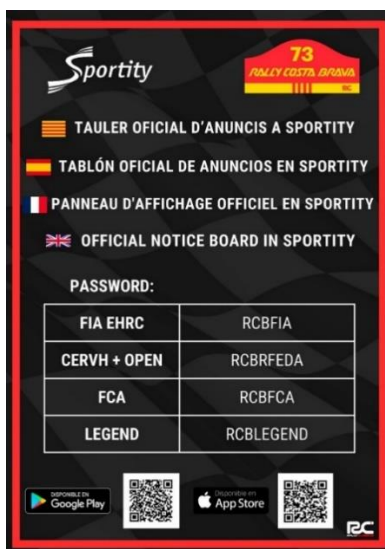 Sportity
73
RALLY COSTA BRAVA
RC
TAULER OFICIAL D'ANUNCIS A SPORTITY
TABLÓN OFICIAL DE ANUNCIOS EN SPORTITY
PANNEAU D'AFFICHAGE OFFICIEL EN SPORTITY
OFFICIAL NOTICE BOARD IN SPORTITY
PASSWORD:
FIA EHRC RCBFIA
CERVH + OPEN RCBRFEDA
FCA RCBFCA
LEGEND RCBLEGEND
DISPONIBLE EN
Google Play
Disponible en
App Store
RC